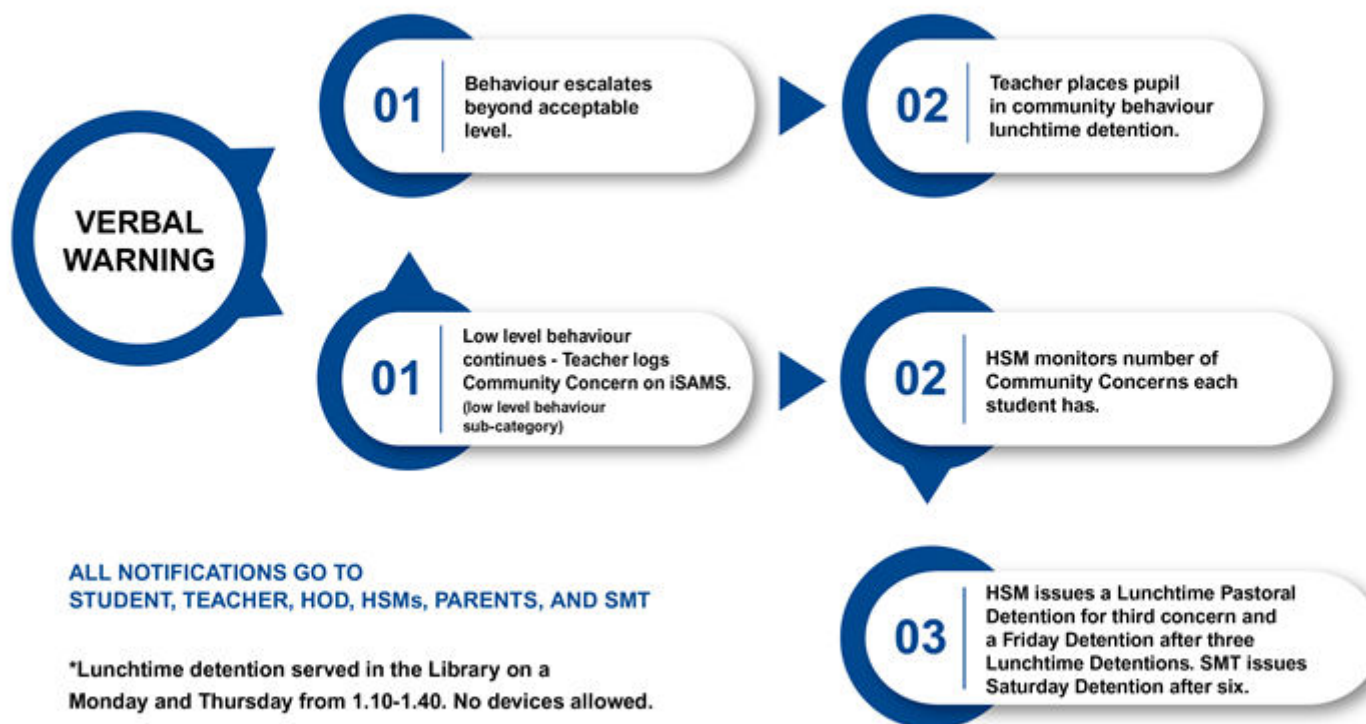 VERBAL
WARNING
01
Behaviour escalates
beyond acceptable
level.
02
Teacher places pupil
in community behaviour
lunchtime detention.
01
Low level behaviour
continues - Teacher logs
Community Concern on iSAMS.
(low level behaviour
sub-category)
02
HSM monitors number of
Community Concerns each
student has.
03
HSM issues a Lunchtime Pastoral
Detention for third concern and
a Friday Detention after three
Lunchtime Detentions. SMT issues
Saturday Detention after six.
ALL NOTIFICATIONS GO TO
STUDENT, TEACHER, HOD, HSMs, PARENTS, AND SMT
*Lunchtime detention served in the Library on a
Monday and Thursday from 1.10-1.40. No devices allowed.